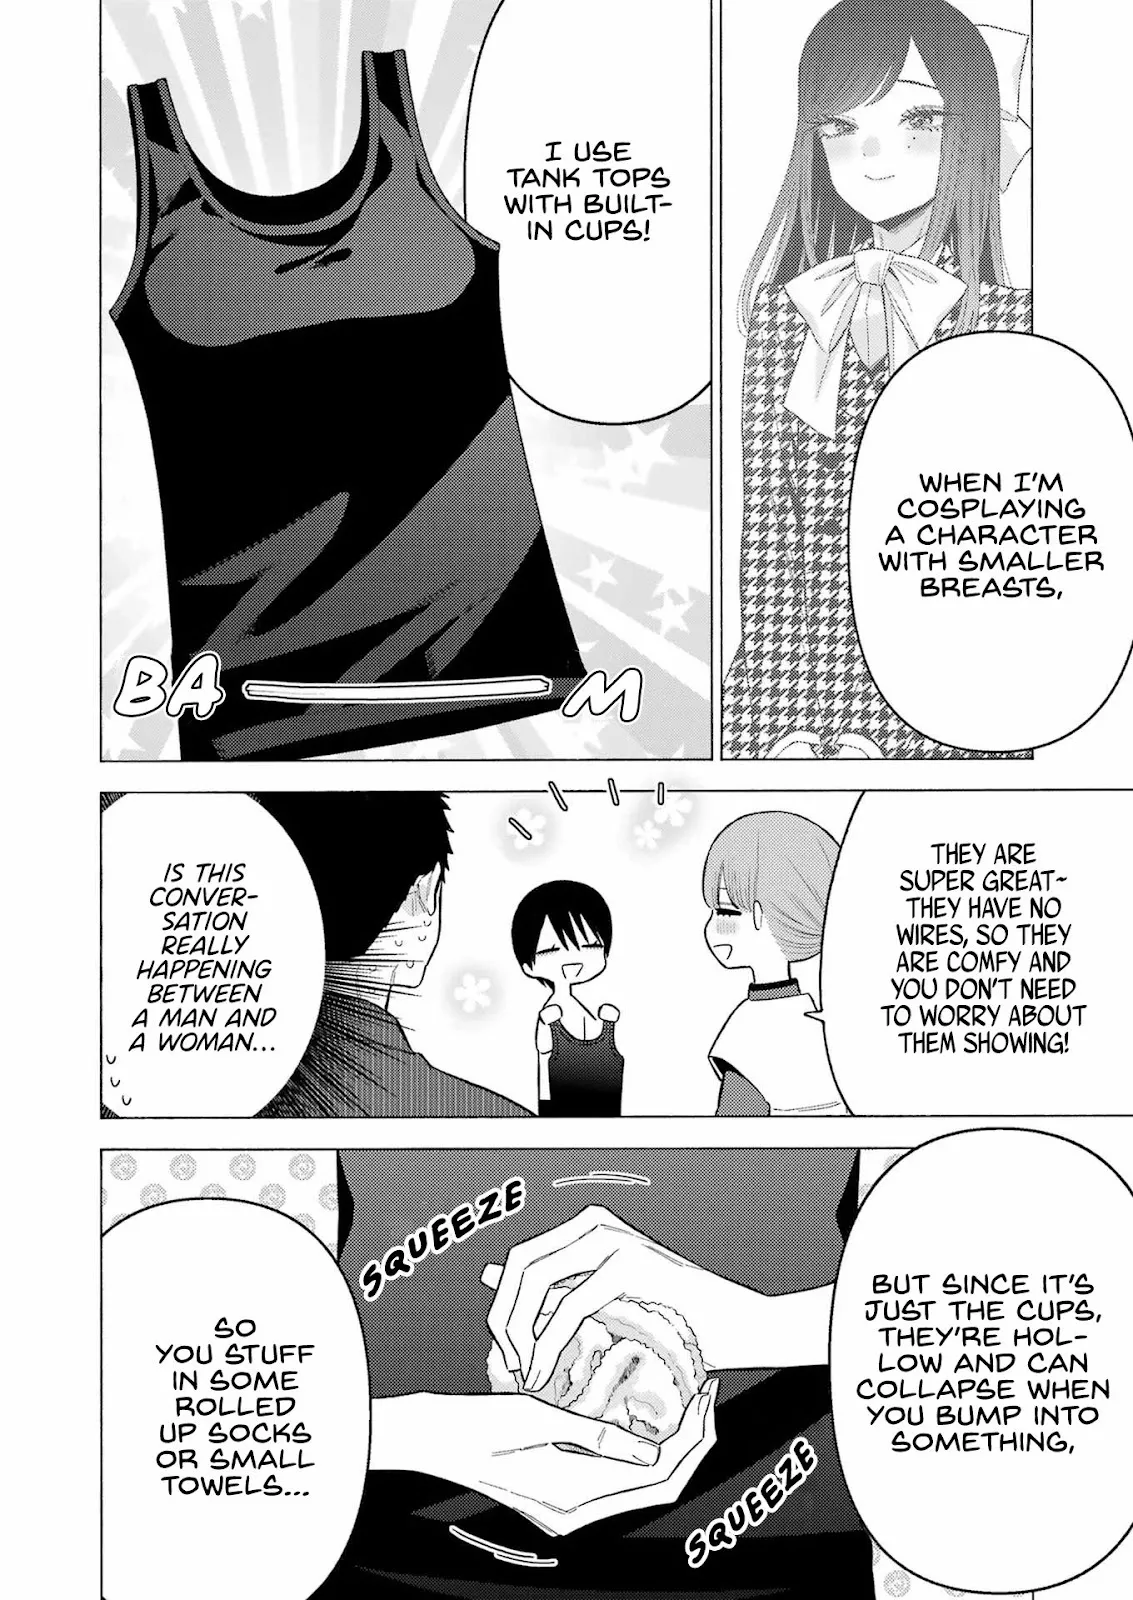 WHEN I'M
COSPLAYING
A CHARACTER
WITH SMALLER
BREASTS,
I USE
TANK TOPS
WITH BUILT-
IN CUPS!
BA
M
THEY ARE
SUPER GREAT~
THEY HAVE NO
WIRES, SO THEY
ARE COMFY AND
YOU DON'T NEED
TO WORRY ABOUT
THEM SHOWING!
IS THIS
CONVER-
SATION
REALLY
HAPPENING
BETWEEN
A MAN AND
A WOMAN...
BUT SINCE IT'S
JUST THE CUPS,
THEY'RE HOL-
LOW AND CAN
COLLAPSE WHEN
YOU BUMP INTO
SOMETHING,
SQUEEZE
SQUEEZE
SO
YOU STUFF
IN SOME
ROLLED
UP SOCKS
OR SMALL
TOWELS...